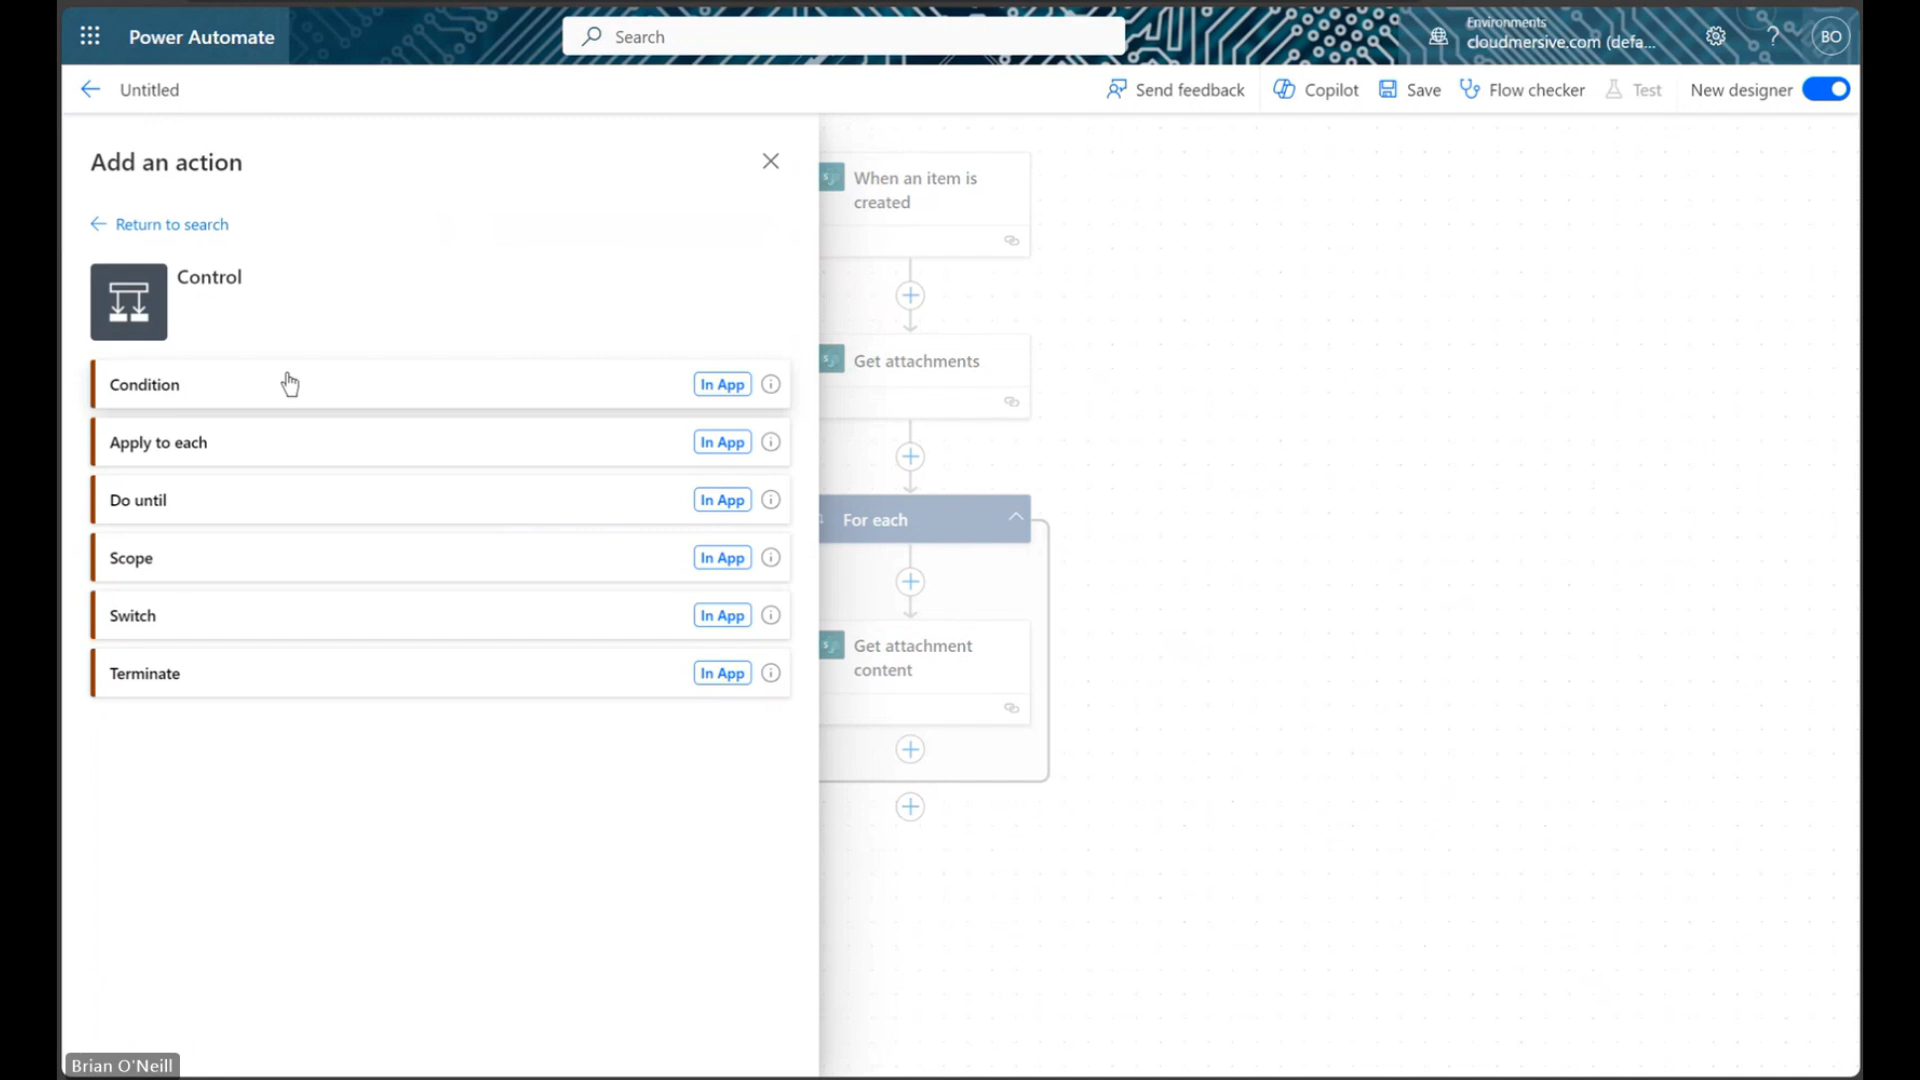 Power Automate
Search
Environments
cloudmersive.com (defa...
BO
Untitled
Send feedback
Copilot
Save
Flow checker
Test
New designer
Add an action
Return to search
Control
Condition
In App
Apply to each
In App
Do until
In App
Scope
In App
Switch
In App
Terminate
In App
When an item is
created
Get attachments
For each
Get attachment
content
Brian O'Neill